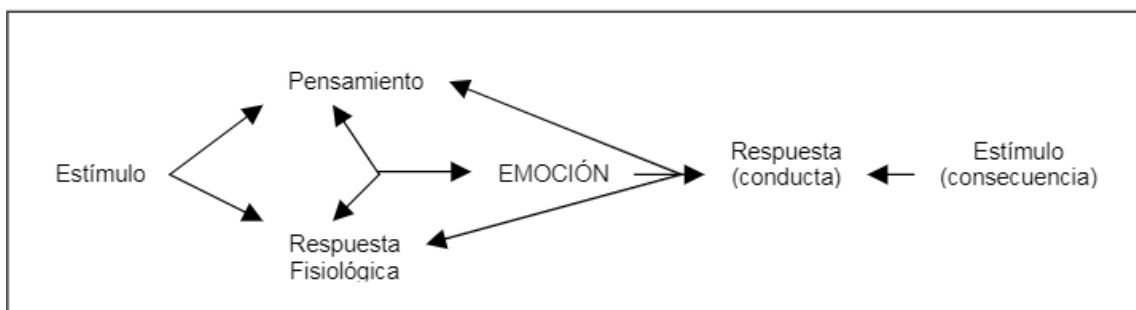 Pensamiento
Estímulo
EMOCIÓN
Respuesta
(conducta)
Estímulo
(consecuencia)
Respuesta
Fisiológica